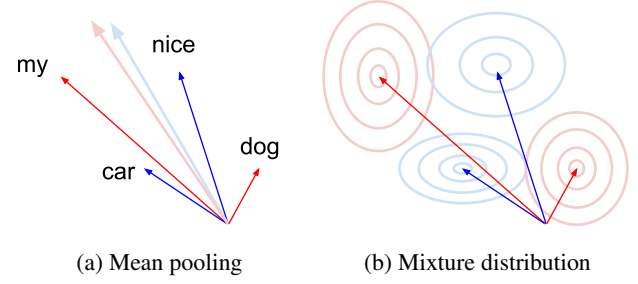 nice
my
dog
car
(a) Mean pooling
(b) Mixture distribution